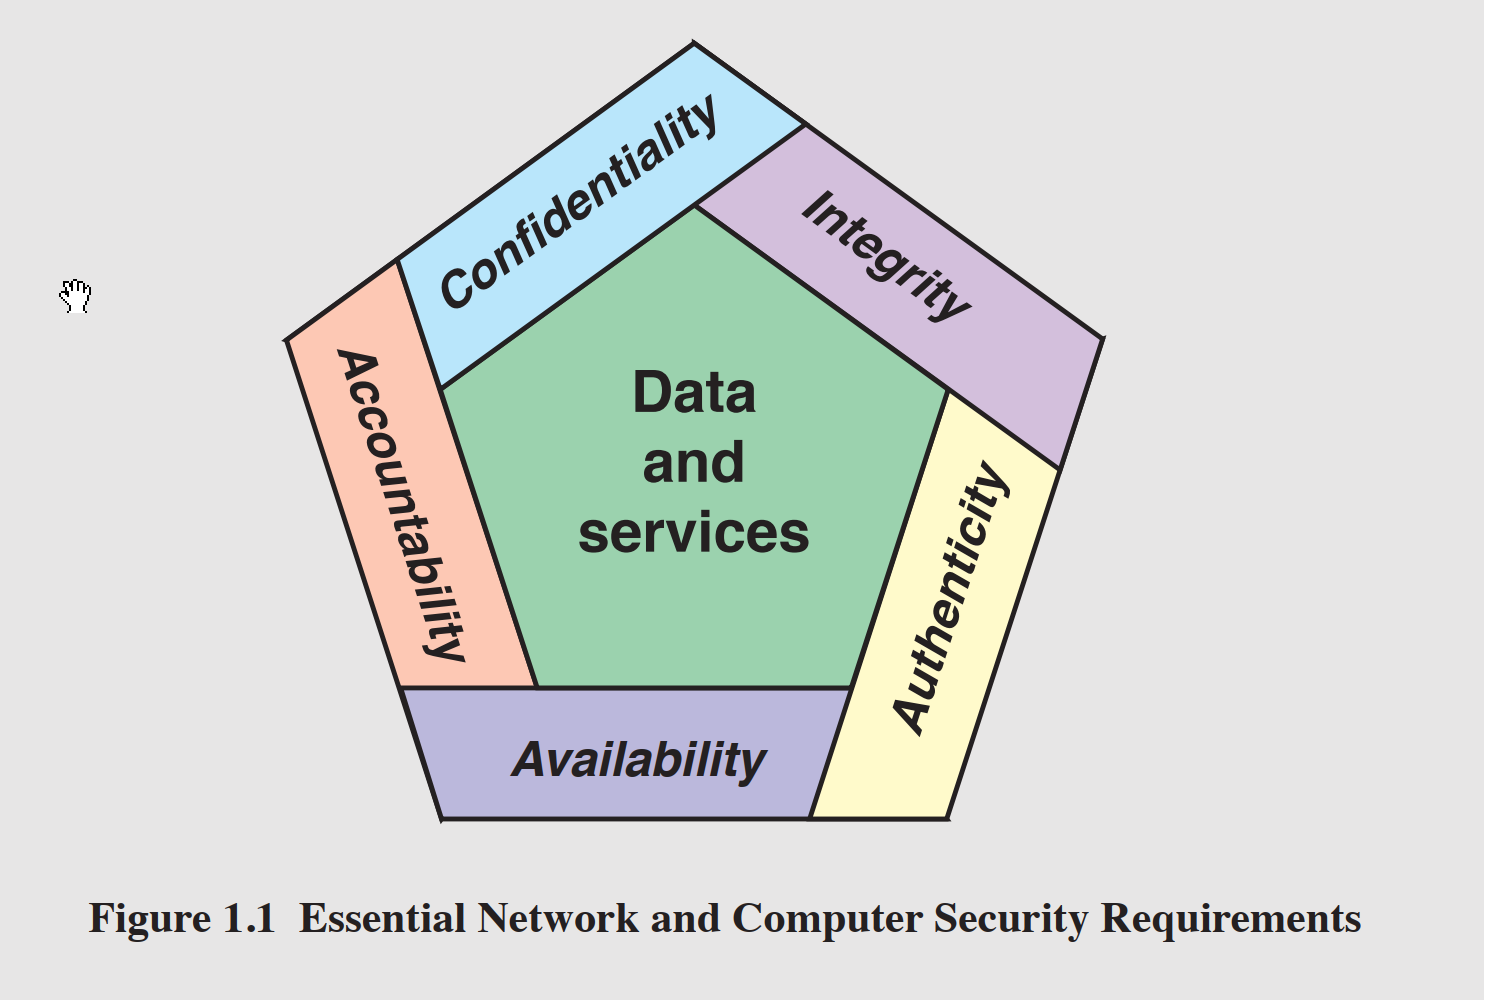 Confidentiality
Integrity
Accountability
Data
and
services
Authenticity
Availability
Figure 1.1 Essential Network and Computer Security Requirements